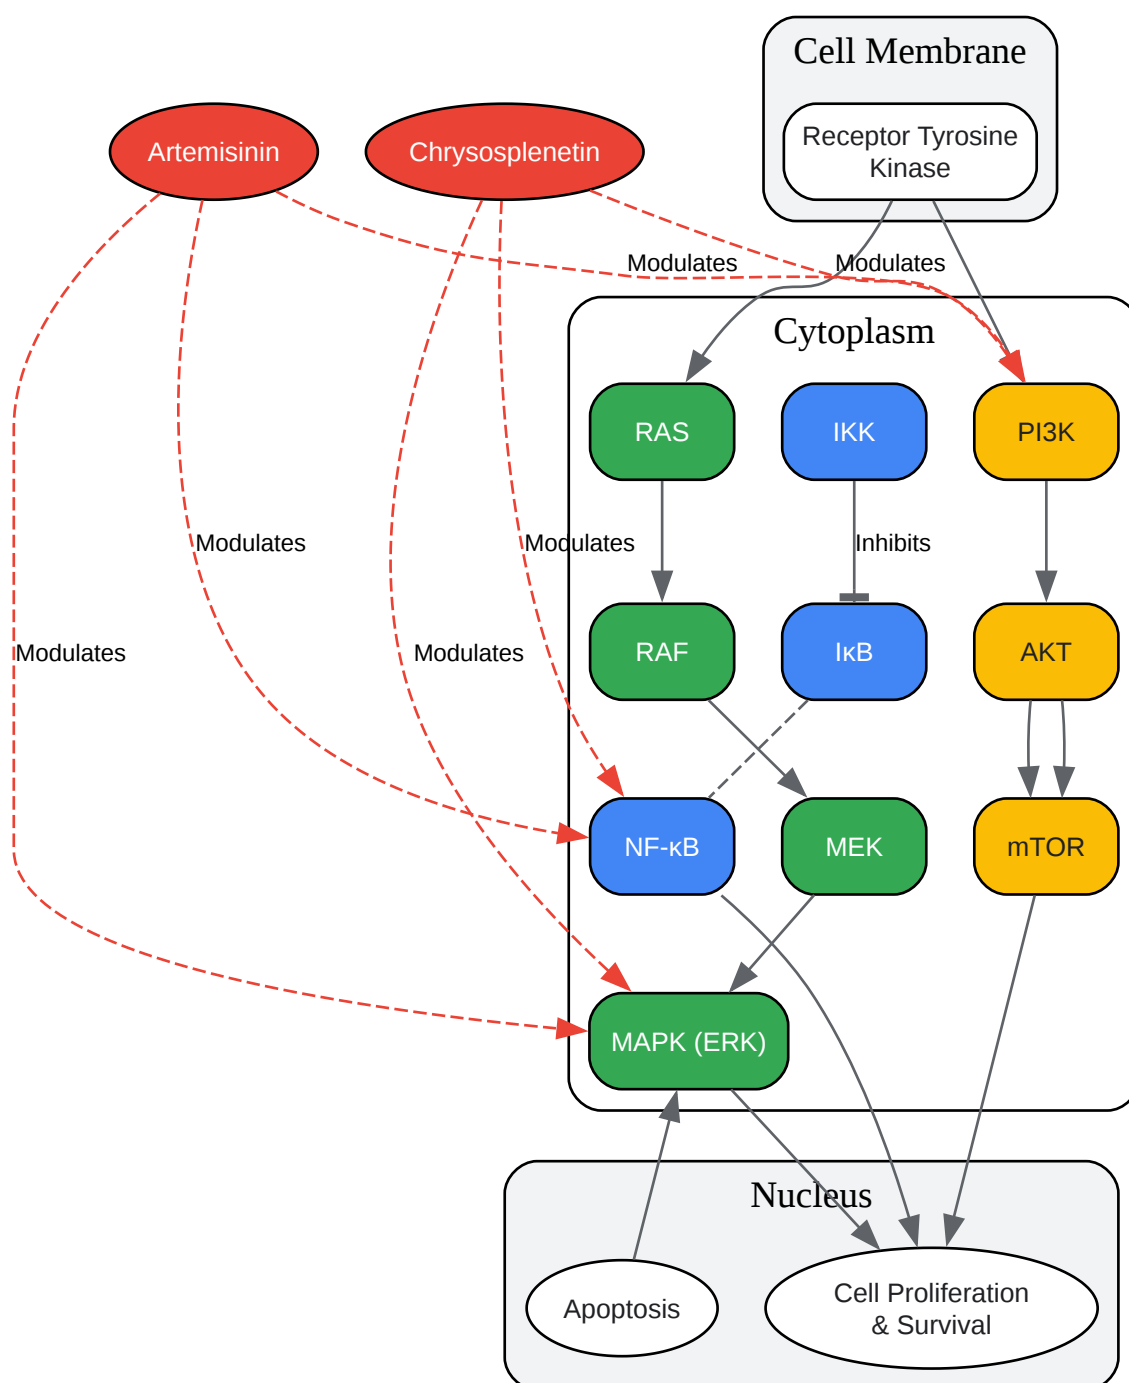 Cell Membrane
Artemisinin
Chrysosplenetin
Receptor Tyrosine
Kinase
Modulates
Modulates
Cytoplasm
RAS
IKK
PI3K
Modulates
Modulates
Inhibits
Modulates
Modulates
RAF
IκB
AKT
NF-κB
MEK
mTOR
MAPK (ERK)
Nucleus
Apoptosis
Cell Proliferation
& Survival